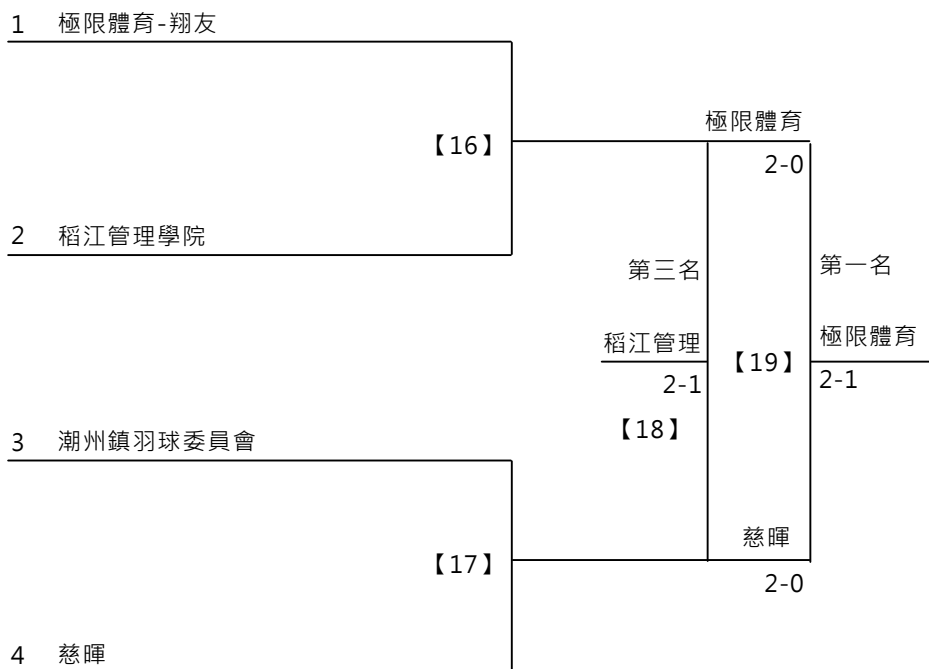 1 極限體育-翔友
極限體育
【16】
2-0
2 稻江管理學院
第三名
第一名
稻江管理
極限體育
【19】
2-1
2-1
【18】
3 潮州鎮羽球委員會
慈暉
【17】
2-0
4 慈暉